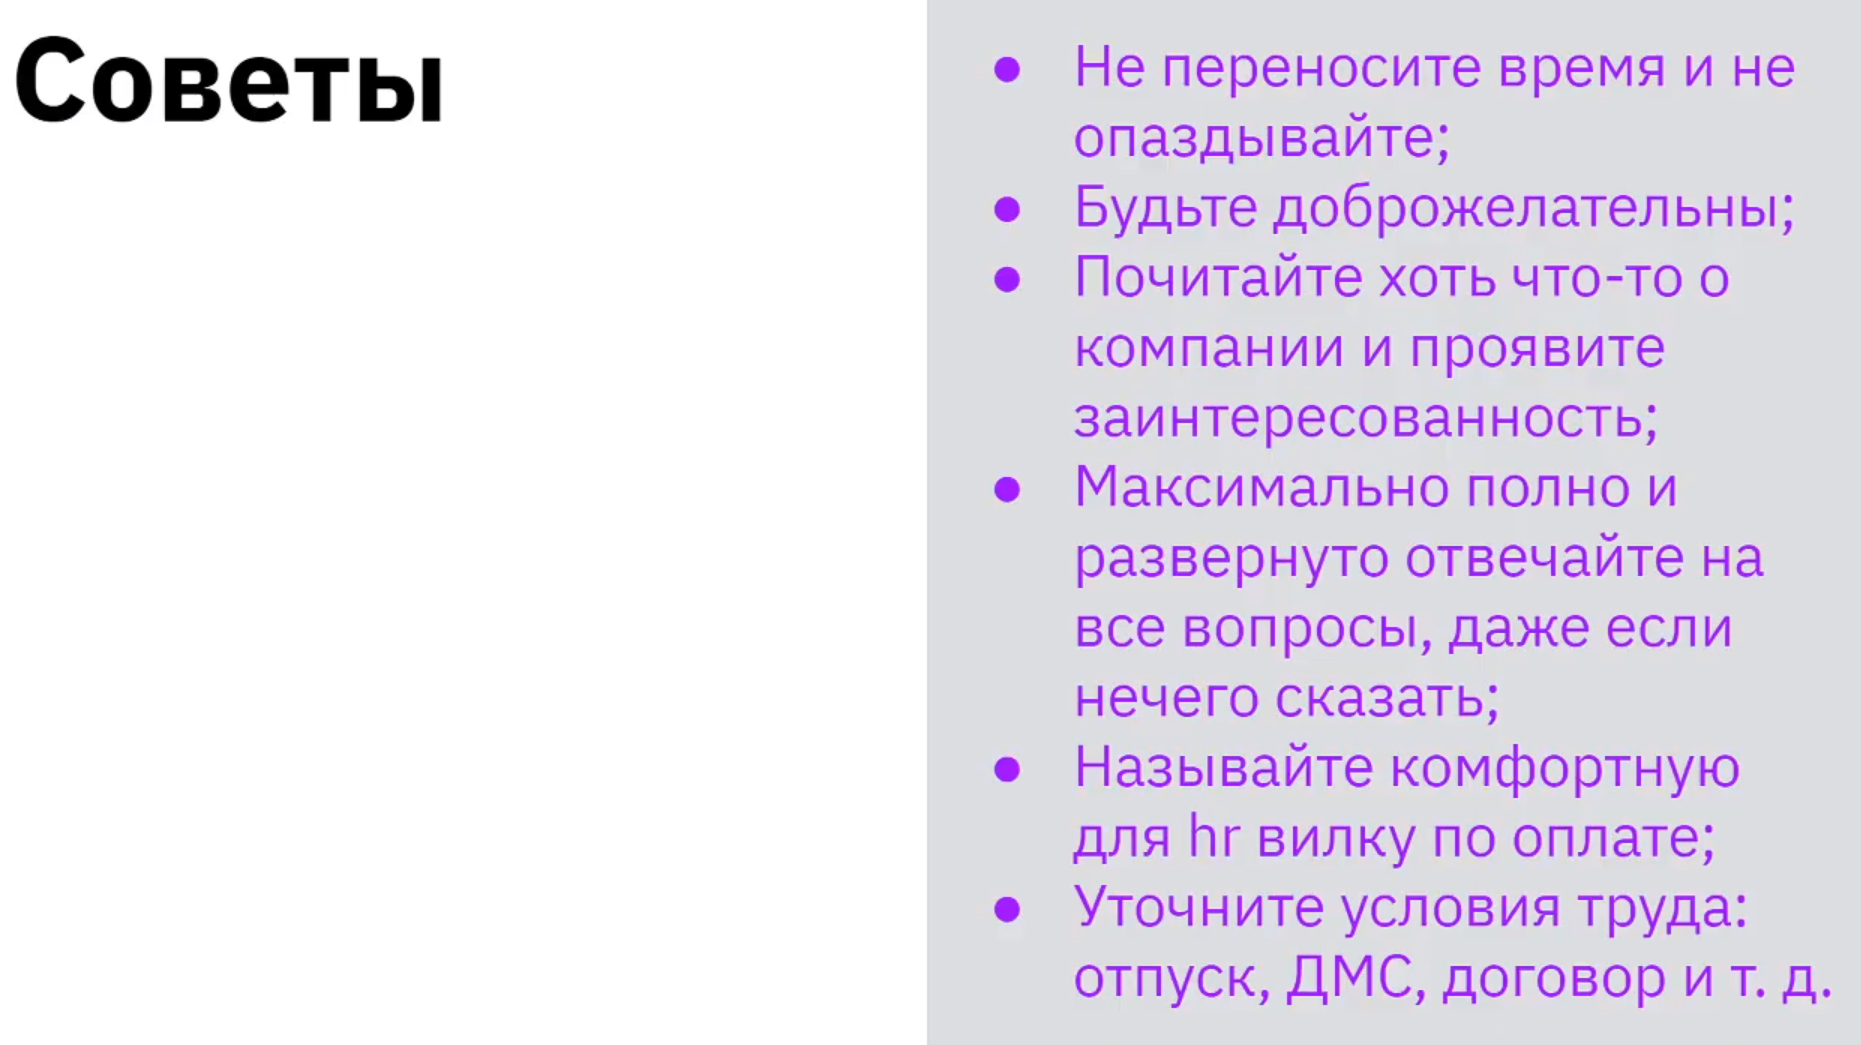 Советы
● Не переносите время и не
опаздывайте;
● Будьте доброжелательны;
● Почитайте хоть что-то о
компании и проявите
заинтересованность;
● Максимально полно и
развернуто отвечайте на
все вопросы, даже если
нечего сказать;
● Называйте комфортную
для hr вилку по оплате;
● Уточните условия труда:
отпуск, ДМС, договор и т. д.